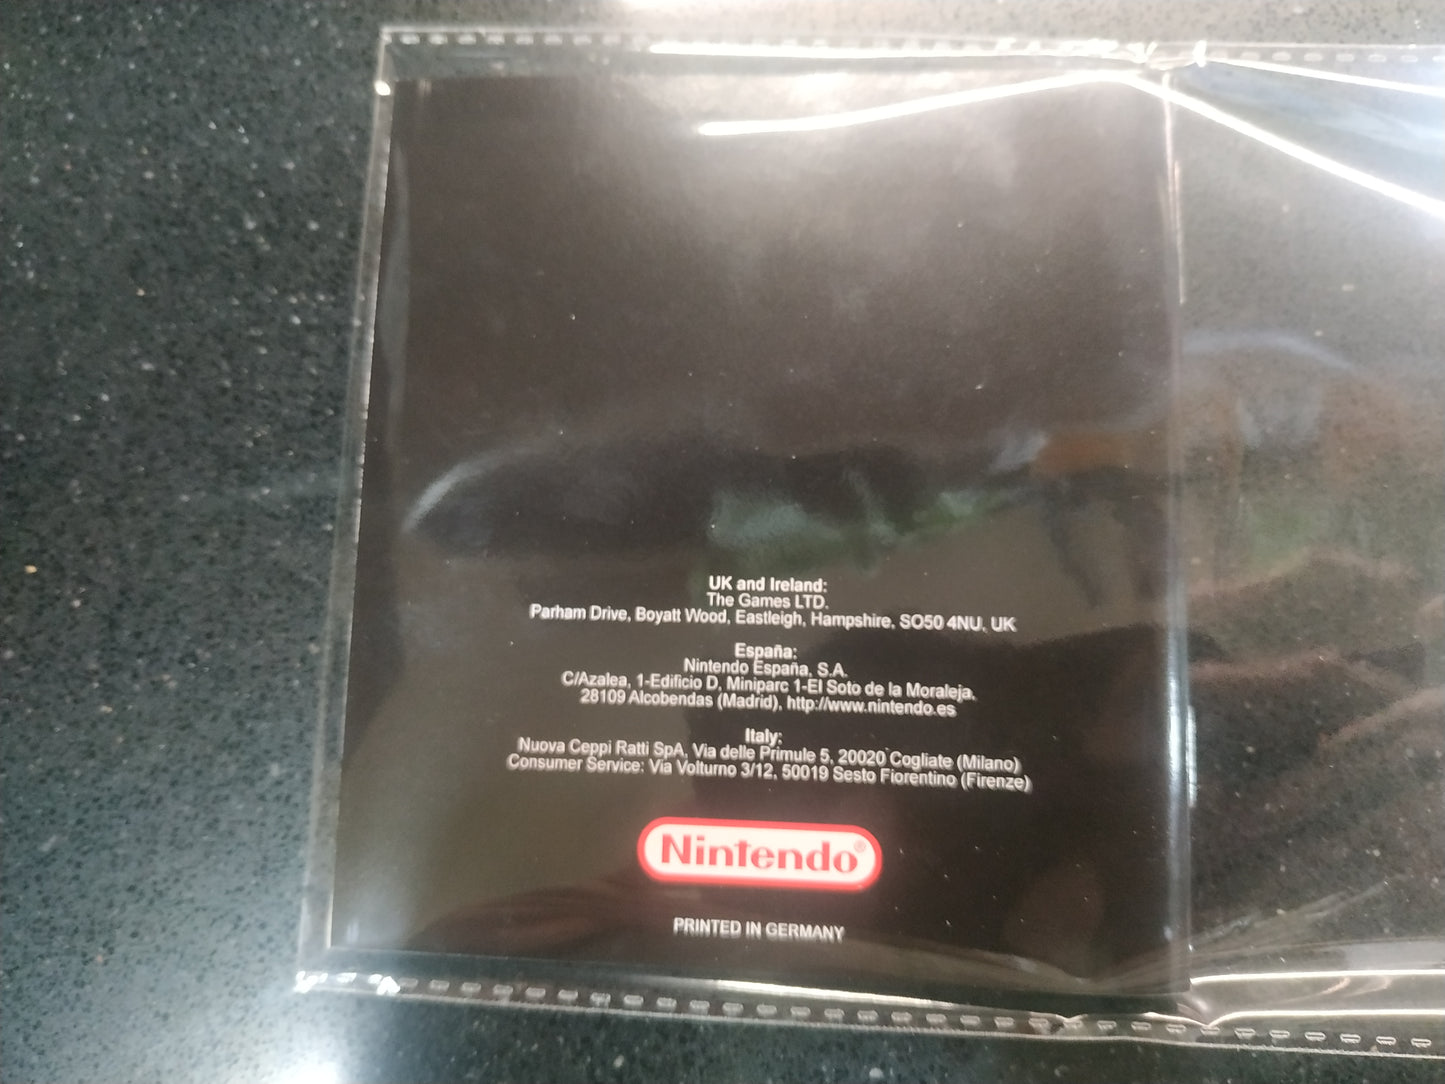 UK and Ireland:
The Games LTD.
Parham Drive, Boyatt Wood, Eastleigh, Hampshire, SO50 4NU, UK
España:
Nintendo España, S.A.
C/Azalea, 1-Edificio D, Miniparc 1-El Soto de la Moraleja,
28109 Alcobendas (Madrid), http://www.nintendo.es
Italy:
Nuova Ceppi Ratti SpA, Via delle Primule 5, 20020 Cogliate (Milano)
Consumer Service: Via Volturno 3/12, 50019 Sesto Fiorentino (Firenze)
Nintendo®
PRINTED IN GERMANY